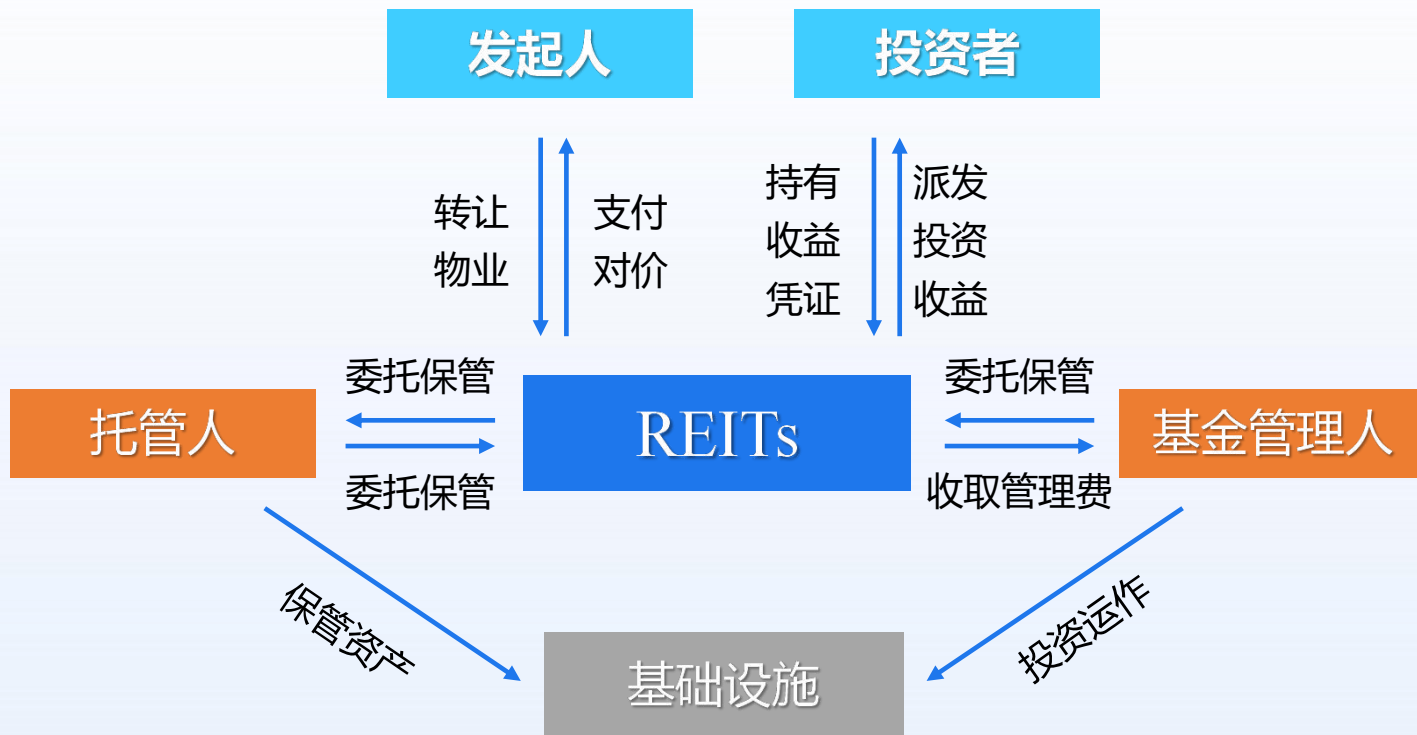 发起人
投资者
转让
物业
支付
对价
持有
收益
凭证
派发
投资
收益
委托保管
委托保管
托管人
REITs
基金管理人
委托保管
收取管理费
保管资产
投资运作
基础设施